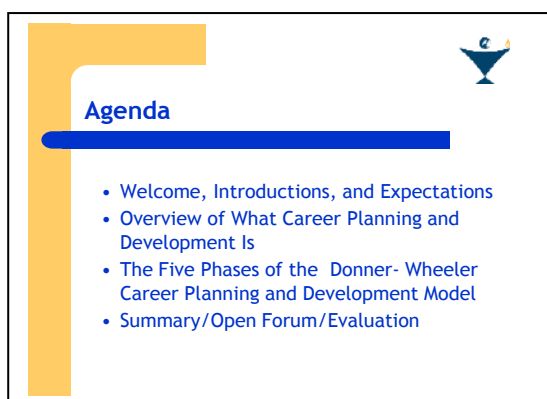 Agenda
• Welcome, Introductions, and Expectations
• Overview of What Career Planning and
Development Is
• The Five Phases of the Donner- Wheeler
Career Planning and Development Model
• Summary/Open Forum/Evaluation